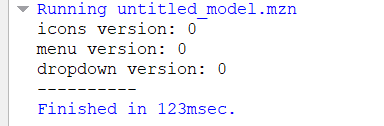 Running untitled_model.mzn
icons version: 0
menu version: 0
dropdown version: 0
----------
Finished in 123msec.